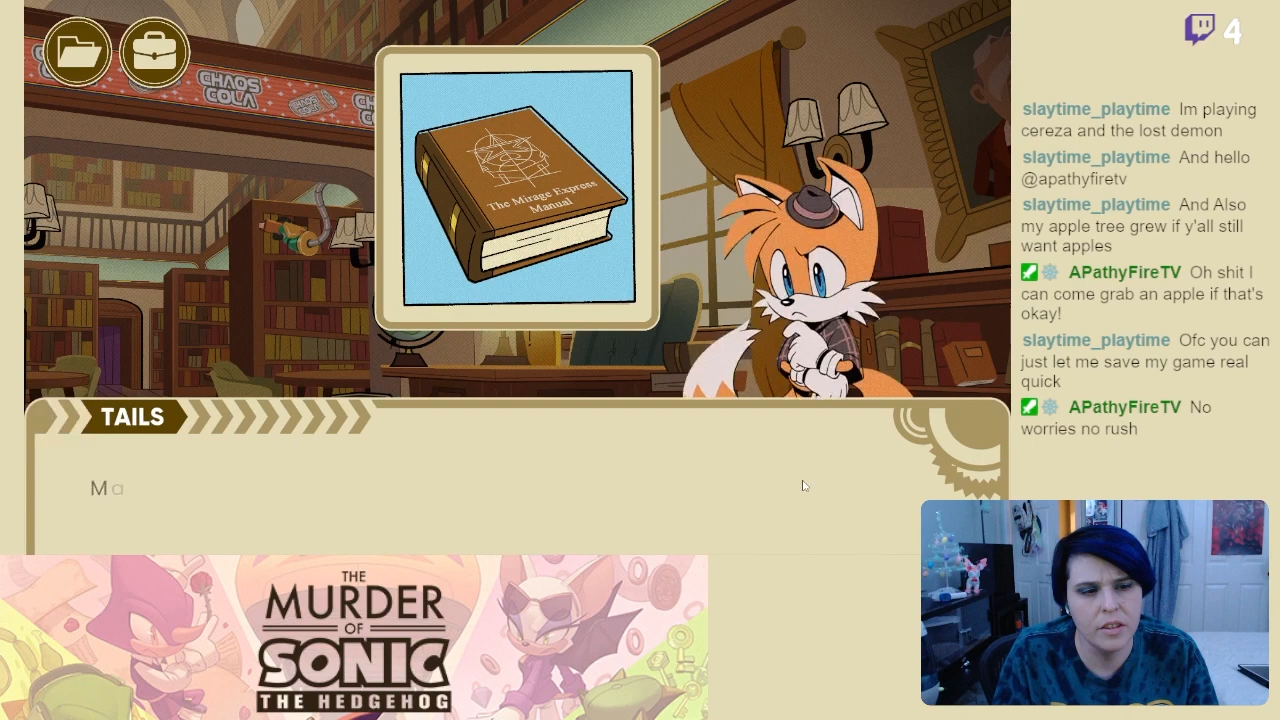 CHAOS
COLA
The Mirage Express
Manual
TAILS
Ma
THE
MURDER
OF
SONIC
THE HEDGEHOG
4
slaytime_playtime Im playing
cereza and the lost demon
slaytime_playtime And hello
@apathyfiretv
slaytime_playtime And Also
my apple tree grew if y'all still
want apples
APathyFireTV Oh shit I
can come grab an apple if that's
okay!
slaytime_playtime Ofc you can
just let me save my game real
quick
APathyFireTV No
worries no rush